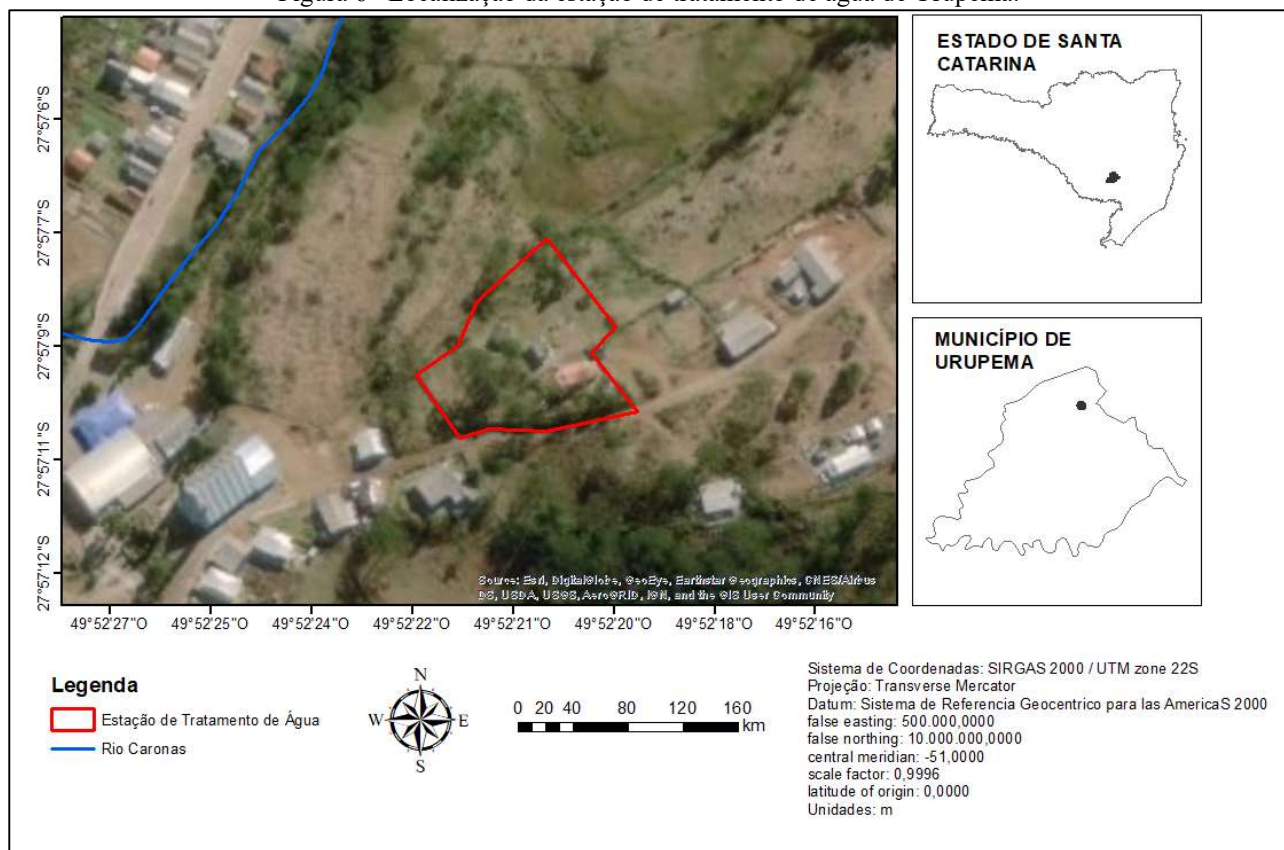 27°57'6"S
27°57'7"S
27°57'9"S
27°57'11"S
27°57'12"S
49°52'27"O 49°52'25"O 49°52'24"O 49°52'22"O 49°52'21"O 49°52'20"O 49°52'18"O 49°52'16"O
Source: Esri, DigitalGlobe, GeoEye, Earthstar Geographics, CNES/Airbus
DS, USDA, USGS, AeroGRID, IGN, and the GIS User Community
ESTADO DE SANTA
CATARINA
MUNICÍPIO DE
URUPEMA
Legenda
Estação de Tratamento de Água
Rio Caronas
N
W E
S
0 20 40 80 120 160
km
Sistema de Coordenadas: SIRGAS 2000 / UTM zone 22S
Projeção: Transverse Mercator
Datum: Sistema de Referencia Geocentrico para las AmericaS 2000
false easting: 500.000,0000
false northing: 10.000.000,0000
central meridian: -51,0000
scale factor: 0,9996
latitude of origin: 0,0000
Unidades: m